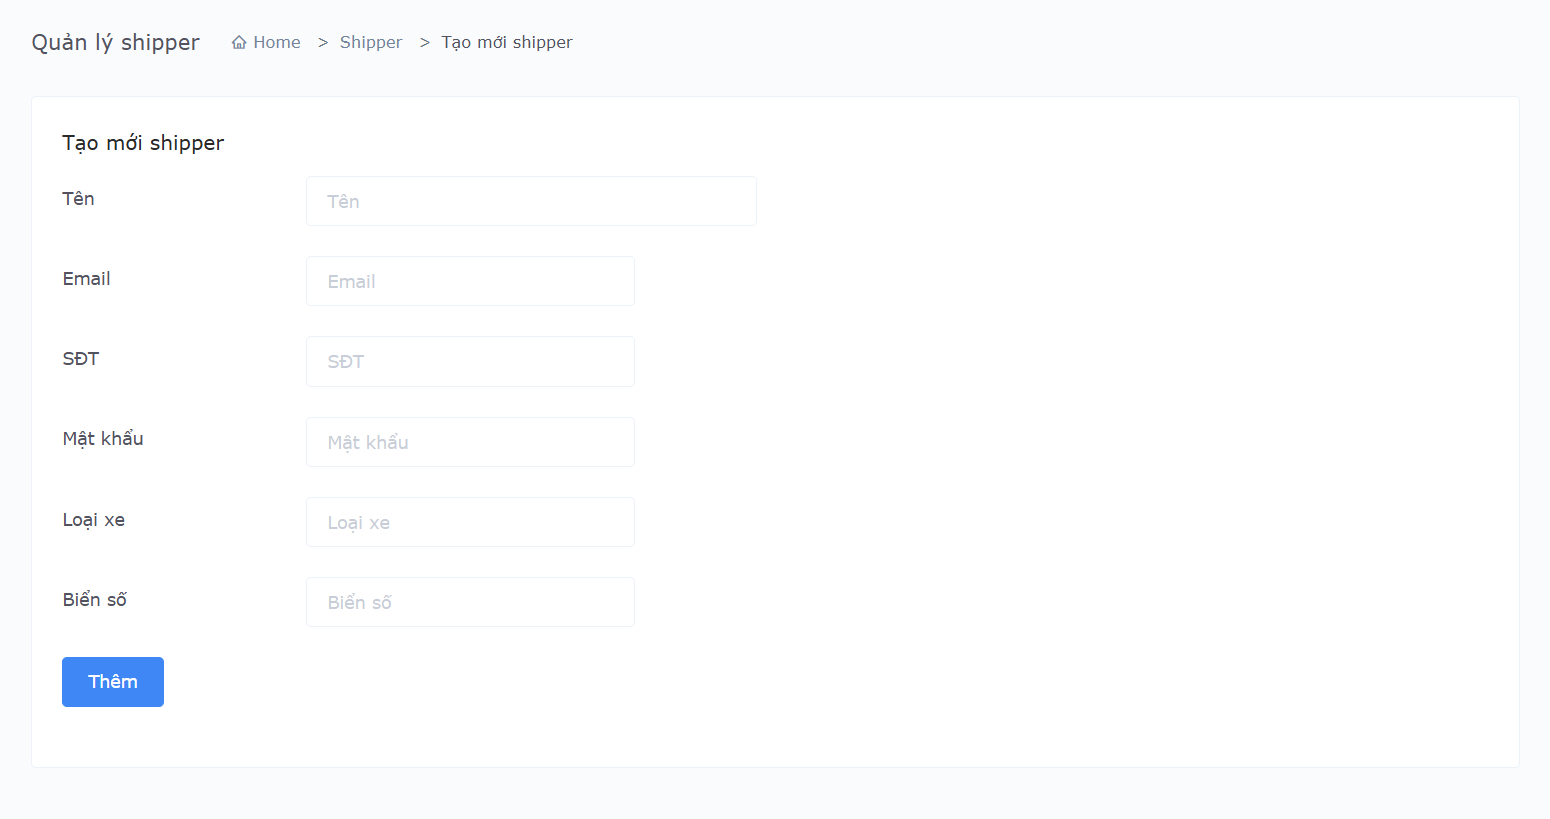 Quản lý shipper Home > Shipper > Tạo mới shipper
Tạo mới shipper
Tên Tên
Email Email
SĐT SĐT
Mật khẩu Mật khẩu
Loại xe Loại xe
Biển số Biển số
Thêm